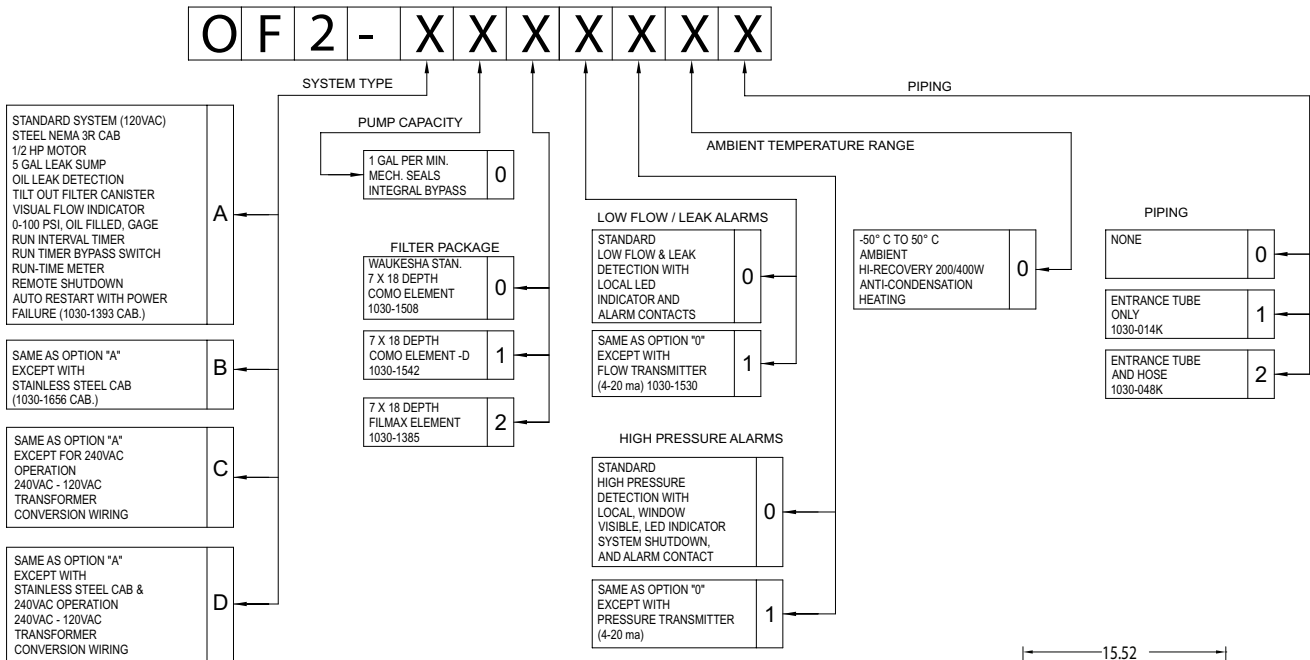 OF2-XXXXXXX
SYSTEM TYPE
PIPING
PUMP CAPACITY
AMBIENT TEMPERATURE RANGE
STANDARD SYSTEM (120VAC)
STEEL NEMA 3R CAB
1/2 HP MOTOR
5 GAL LEAK SUMP
OIL LEAK DETECTION
TILT OUT FILTER CANISTER
VISUAL FLOW INDICATOR
0-100 PSI, OIL FILLED, GAGE
RUN INTERVAL TIMER
RUN TIMER BYPASS SWITCH
RUN-TIME METER
REMOTE SHUTDOWN
AUTO RESTART WITH POWER
FAILURE (1030-1393 CAB.)
A
SAME AS OPTION "A"
EXCEPT WITH
STAINLESS STEEL CAB
(1030-1656 CAB.)
B
SAME AS OPTION "A"
EXCEPT FOR 240VAC
OPERATION
240VAC - 120VAC
TRANSFORMER
CONVERSION WIRING
C
SAME AS OPTION "A"
EXCEPT WITH
STAINLESS STEEL CAB &
240VAC OPERATION
240VAC - 120VAC
TRANSFORMER
CONVERSION WIRING
D
1 GAL PER MIN.
MECH. SEALS
INTEGRAL BYPASS
0
FILTER PACKAGE
WAUKESHA STAN.
7 X 18 DEPTH
COMO ELEMENT
1030-1508
0
7 X 18 DEPTH
COMO ELEMENT -D
1030-1542
1
7 X 18 DEPTH
FILMAX ELEMENT
1030-1385
2
LOW FLOW / LEAK ALARMS
STANDARD
LOW FLOW & LEAK
DETECTION WITH
LOCAL LED
INDICATOR AND
ALARM CONTACTS
0
SAME AS OPTION "0"
EXCEPT WITH
FLOW TRANSMITTER
(4-20 ma) 1030-1530
1
HIGH PRESSURE ALARMS
STANDARD
HIGH PRESSURE
DETECTION WITH
LOCAL, WINDOW
VISIBLE, LED INDICATOR
SYSTEM SHUTDOWN,
AND ALARM CONTACT
0
SAME AS OPTION "0"
EXCEPT WITH
PRESSURE TRANSMITTER
(4-20 ma)
1
-50° C TO 50° C
AMBIENT
HI-RECOVERY 200/400W
ANTI-CONDENSATION
HEATING
0
PIPING
NONE
0
ENTRANCE TUBE
ONLY
1030-014K
1
ENTRANCE TUBE
AND HOSE
1030-048K
2
15.52